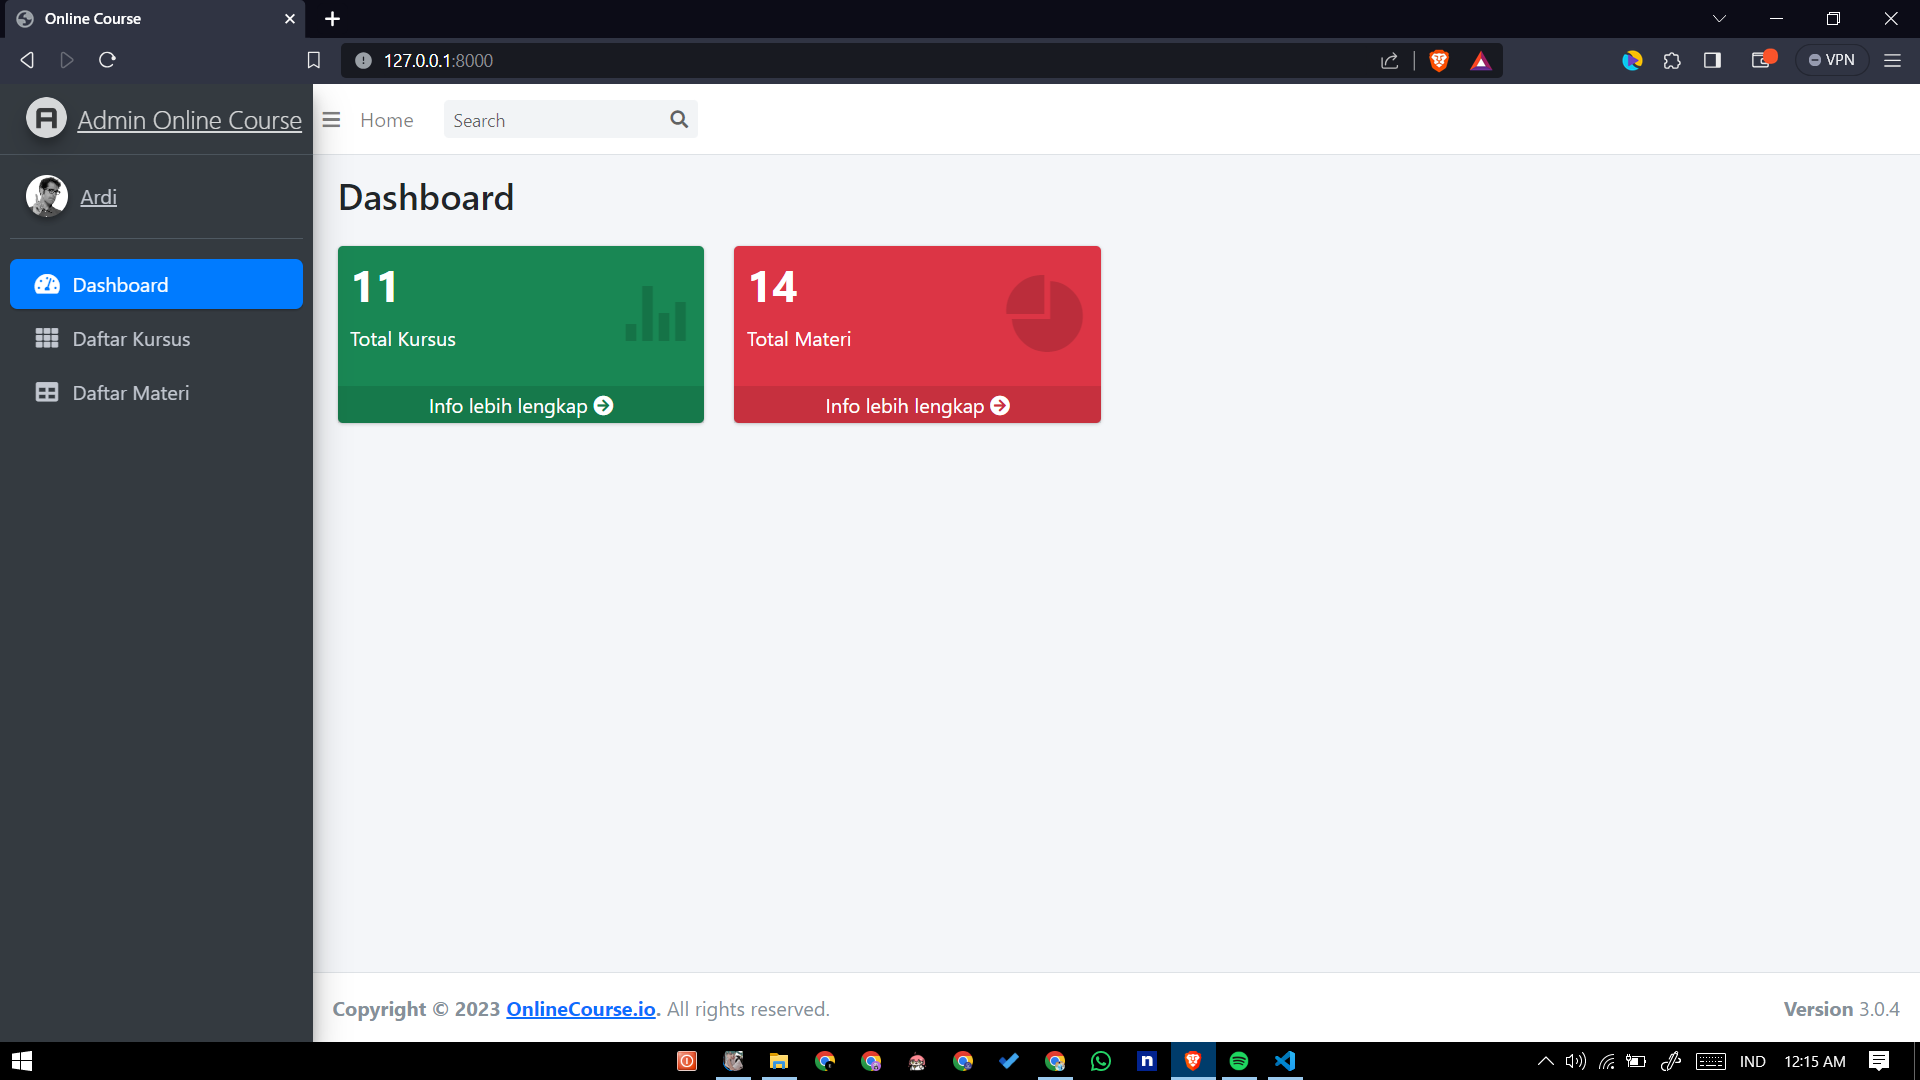 Online Course
127.0.0.1:8000
VPN
Admin Online Course
Home
Search
Ardi
Dashboard
Daftar Kursus
Daftar Materi
Dashboard
11
Total Kursus
Info lebih lengkap
14
Total Materi
Info lebih lengkap
Copyright © 2023 OnlineCourse.io. All rights reserved.
Version 3.0.4
IND
12:15 AM